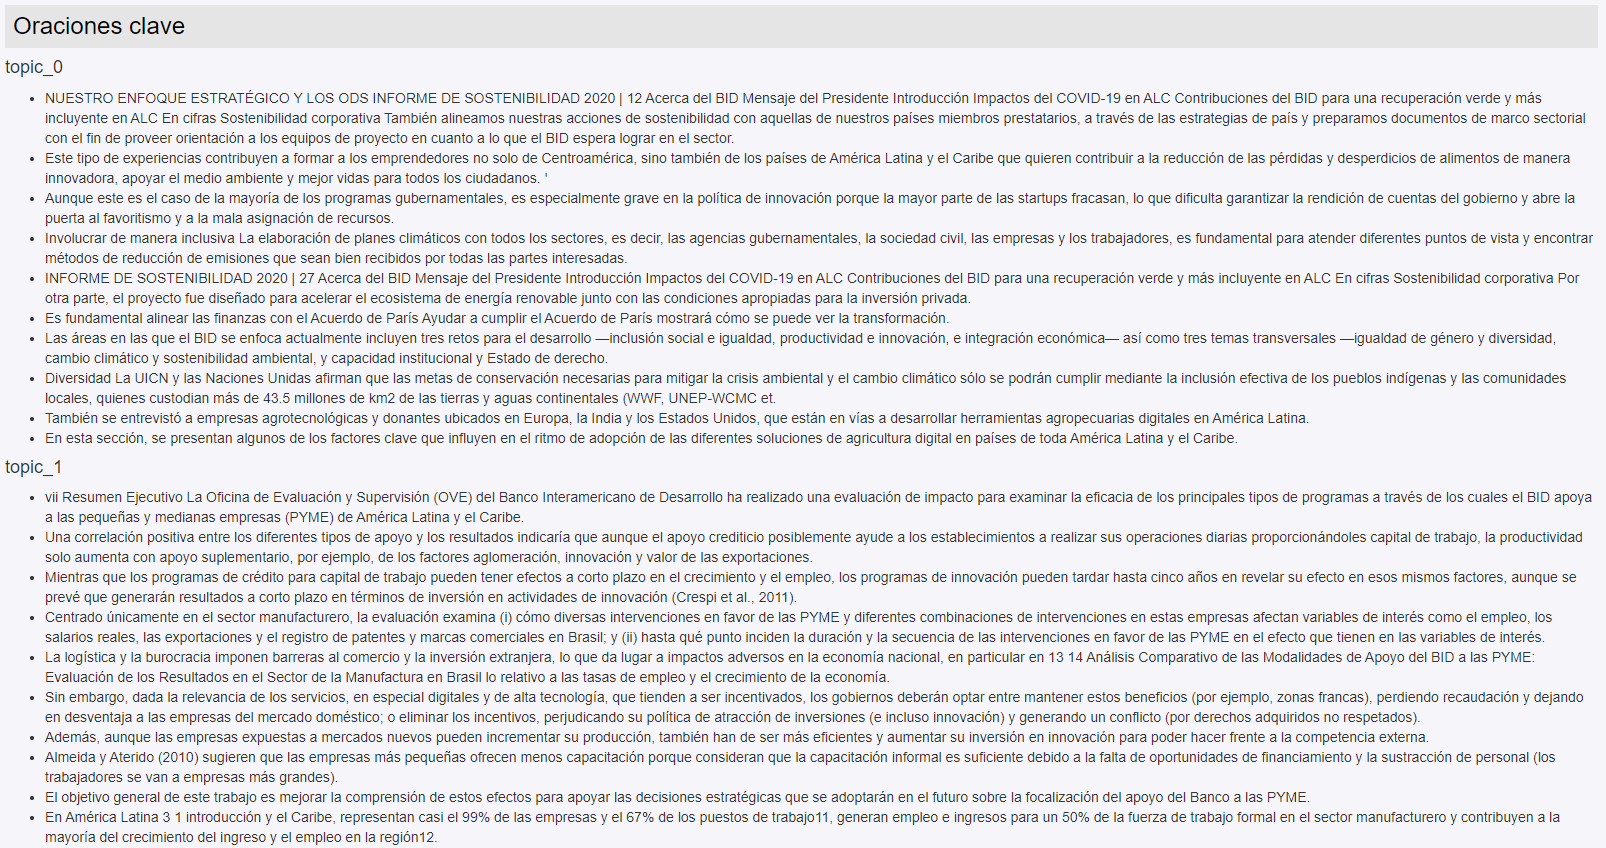 Oraciones clave
topic_0
• NUESTRO ENFOQUE ESTRATÉGICO Y LOS ODS INFORME DE SOSTENIBILIDAD 2020 | 12 Acerca del BID Mensaje del Presidente Introducción Impactos del COVID-19 en ALC Contribuciones del BID para una recuperación verde y más
incluyente en ALC En cifras Sostenibilidad corporativa También alineamos nuestras acciones de sostenibilidad con aquellas de nuestros países miembros prestatarios, a través de las estrategias de país y preparamos documentos de marco sectorial
con el fin de proveer orientación a los equipos de proyecto en cuanto a lo que el BID espera lograr en el sector.
• Este tipo de experiencias contribuyen a formar a los emprendedores no solo de Centroamérica, sino también de los países de América Latina y el Caribe que quieren contribuir a la reducción de las pérdidas y desperdicios de alimentos de manera
innovadora, apoyar el medio ambiente y mejor vidas para todos los ciudadanos. '
• Aunque este es el caso de la mayoría de los programas gubernamentales, es especialmente grave en la política de innovación porque la mayor parte de las startups fracasan, lo que dificulta garantizar la rendición de cuentas del gobierno y abre la
puerta al favoritismo y a la mala asignación de recursos.
• Involucrar de manera inclusiva La elaboración de planes climáticos con todos los sectores, es decir, las agencias gubernamentales, la sociedad civil, las empresas y los trabajadores, es fundamental para atender diferentes puntos de vista y encontrar
métodos de reducción de emisiones que sean bien recibidos por todas las partes interesadas.
• INFORME DE SOSTENIBILIDAD 2020 | 27 Acerca del BID Mensaje del Presidente Introducción Impactos del COVID-19 en ALC Contribuciones del BID para una recuperación verde y más incluyente en ALC En cifras Sostenibilidad corporativa Por
otra parte, el proyecto fue diseñado para acelerar el ecosistema de energía renovable junto con las condiciones apropiadas para la inversión privada.
• Es fundamental alinear las finanzas con el Acuerdo de París Ayudar a cumplir el Acuerdo de París mostrará cómo se puede ver la transformación.
• Las áreas en las que el BID se enfoca actualmente incluyen tres retos para el desarrollo —inclusión social e igualdad, productividad e innovación, e integración económica— así como tres temas transversales —igualdad de género y diversidad,
cambio climático y sostenibilidad ambiental, y capacidad institucional y Estado de derecho.
• Diversidad La UICN y las Naciones Unidas afirman que las metas de conservación necesarias para mitigar la crisis ambiental y el cambio climático sólo se podrán cumplir mediante la inclusión efectiva de los pueblos indígenas y las comunidades
locales, quienes custodian más de 43.5 millones de km2 de las tierras y aguas continentales (WWF, UNEP-WCMC et.
• También se entrevistó a empresas agrotecnológicas y donantes ubicados en Europa, la India y los Estados Unidos, que están en vías a desarrollar herramientas agropecuarias digitales en América Latina.
• En esta sección, se presentan algunos de los factores clave que influyen en el ritmo de adopción de las diferentes soluciones de agricultura digital en países de toda América Latina y el Caribe.
topic_1
• vii Resumen Ejecutivo La Oficina de Evaluación y Supervisión (OVE) del Banco Interamericano de Desarrollo ha realizado una evaluación de impacto para examinar la eficacia de los principales tipos de programas a través de los cuales el BID apoya
a las pequeñas y medianas empresas (PYME) de América Latina y el Caribe.
• Una correlación positiva entre los diferentes tipos de apoyo y los resultados indicaría que aunque el apoyo crediticio posiblemente ayude a los establecimientos a realizar sus operaciones diarias proporcionándoles capital de trabajo, la productividad
solo aumenta con apoyo suplementario, por ejemplo, de los factores aglomeración, innovación y valor de las exportaciones.
• Mientras que los programas de crédito para capital de trabajo pueden tener efectos a corto plazo en el crecimiento y el empleo, los programas de innovación pueden tardar hasta cinco años en revelar su efecto en esos mismos factores, aunque se
prevé que generarán resultados a corto plazo en términos de inversión en actividades de innovación (Crespi et al., 2011).
• Centrado únicamente en el sector manufacturero, la evaluación examina (i) cómo diversas intervenciones en favor de las PYME y diferentes combinaciones de intervenciones en estas empresas afectan variables de interés como el empleo, los
salarios reales, las exportaciones y el registro de patentes y marcas comerciales en Brasil; y (ii) hasta qué punto inciden la duración y la secuencia de las intervenciones en favor de las PYME en el efecto que tienen en las variables de interés.
• La logística y la burocracia imponen barreras al comercio y la inversión extranjera, lo que da lugar a impactos adversos en la economía nacional, en particular en 13 14 Análisis Comparativo de las Modalidades de Apoyo del BID a las PYME:
Evaluación de los Resultados en el Sector de la Manufactura en Brasil lo relativo a las tasas de empleo y el crecimiento de la economía.
• Sin embargo, dada la relevancia de los servicios, en especial digitales y de alta tecnología, que tienden a ser incentivados, los gobiernos deberán optar entre mantener estos beneficios (por ejemplo, zonas francas), perdiendo recaudación y dejando
en desventaja a las empresas del mercado doméstico; o eliminar los incentivos, perjudicando su política de atracción de inversiones (e incluso innovación) y generando un conflicto (por derechos adquiridos no respetados).
• Además, aunque las empresas expuestas a mercados nuevos pueden incrementar su producción, también han de ser más eficientes y aumentar su inversión en innovación para poder hacer frente a la competencia externa.
• Almeida y Aterido (2010) sugieren que las empresas más pequeñas ofrecen menos capacitación porque consideran que la capacitación informal es suficiente debido a la falta de oportunidades de financiamiento y la sustracción de personal (los
trabajadores se van a empresas más grandes).
• El objetivo general de este trabajo es mejorar la comprensión de estos efectos para apoyar las decisiones estratégicas que se adoptarán en el futuro sobre la focalización del apoyo del Banco a las PYME.
• En América Latina 3 1 introducción y el Caribe, representan casi el 99% de las empresas y el 67% de los puestos de trabajo11, generan empleo e ingresos para un 50% de la fuerza de trabajo formal en el sector manufacturero y contribuyen a la
mayoría del crecimiento del ingreso y el empleo en la región12.